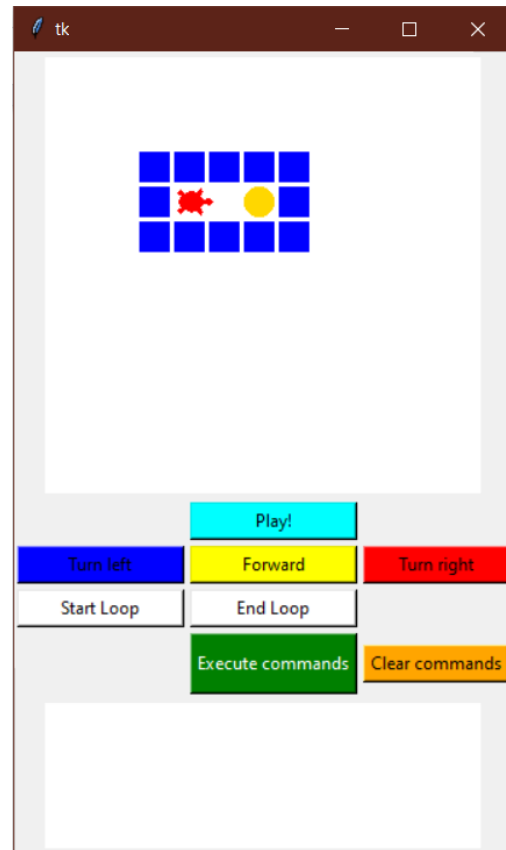 tk
Play!
Turn left Forward Turn right
Start Loop End Loop
Execute commands Clear commands